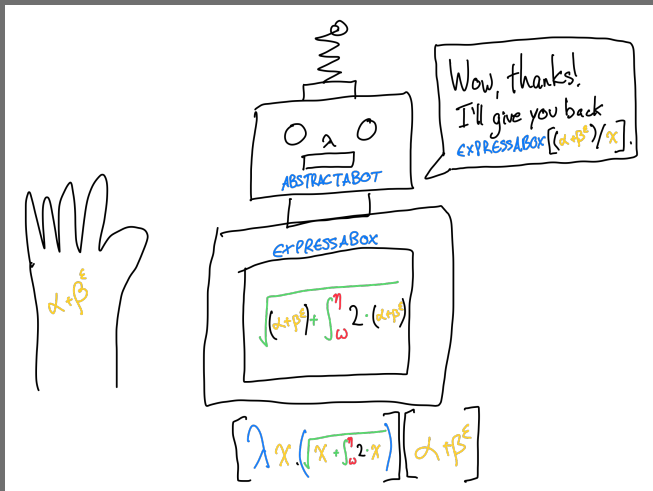 Wow, thanks!
I'll give you back
EXPRESSABOX[(α+β^ε)/x].
λ
ABSTRACTABOT
EXPRESSABOX
α+β^ε
√((α+β^ε)+∫_ω^η 2·(α+β^ε))
[λx.(√(x+∫_ω^η 2·x))][α+β^ε]